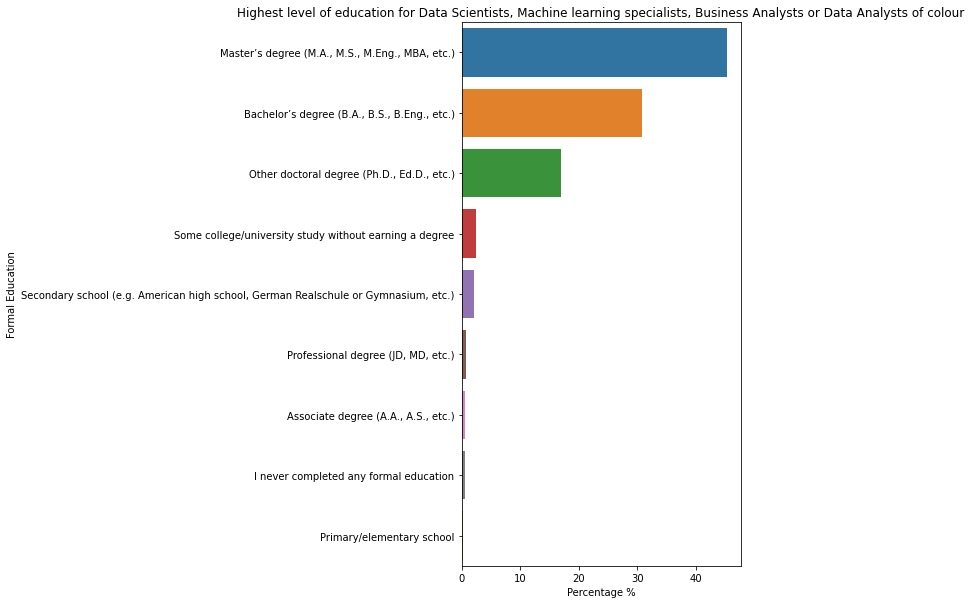 Highest level of education for Data Scientists, Machine learning specialists, Business Analysts or Data Analysts of colour
Formal Education
Master’s degree (M.A., M.S., M.Eng., MBA, etc.)
Bachelor’s degree (B.A., B.S., B.Eng., etc.)
Other doctoral degree (Ph.D., Ed.D., etc.)
Some college/university study without earning a degree
Secondary school (e.g. American high school, German Realschule or Gymnasium, etc.)
Professional degree (JD, MD, etc.)
Associate degree (A.A., A.S., etc.)
I never completed any formal education
Primary/elementary school
0 10 20 30 40
Percentage %